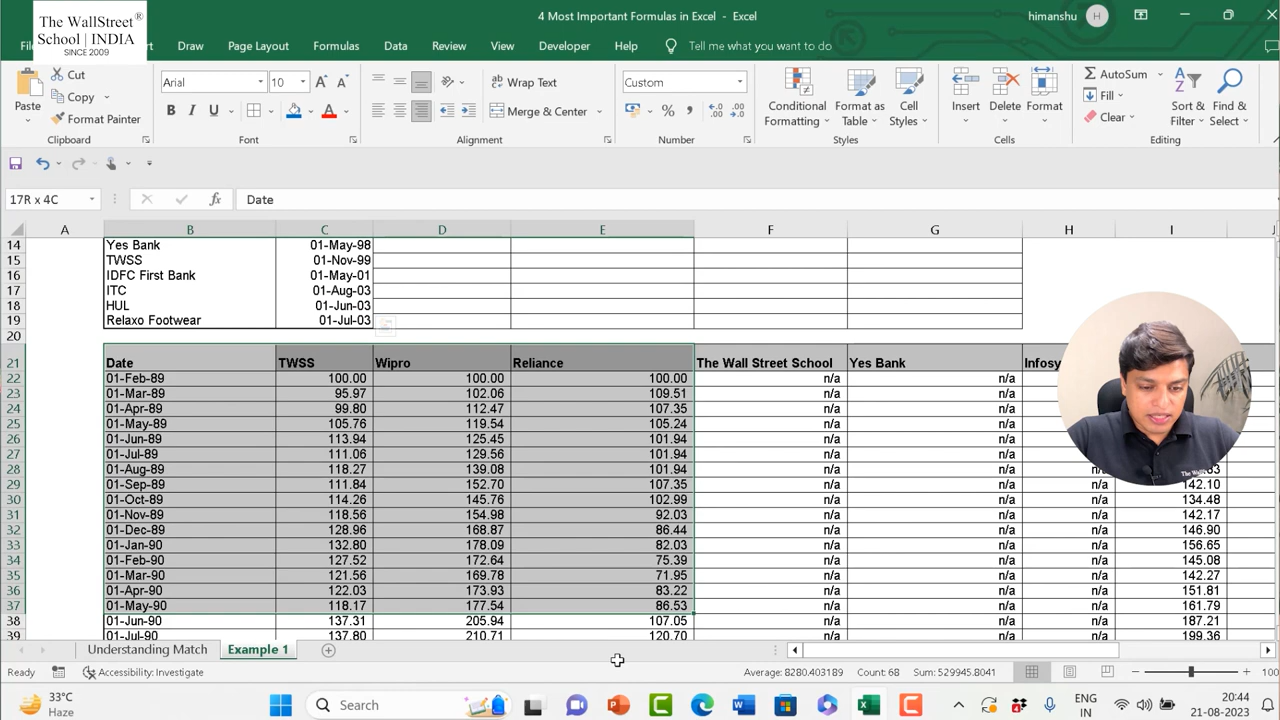 The WallStreet
School | INDIA
SINCE 2009
4 Most Important Formulas in Excel - Excel
himanshu
H
Draw
Page Layout
Formulas
Data
Review
View
Developer
Help
Tell me what you want to do
Paste
Cut
Copy
Format Painter
Clipboard
Arial
10
B
I
U
Font
Wrap Text
Merge & Center
Alignment
Custom
Number
Conditional
Formatting
Format as
Table
Cell
Styles
Styles
Insert
Delete
Format
Cells
AutoSum
Fill
Clear
Sort &
Filter
Find &
Select
Editing
17R x 4C
fx
Date
A B C D E F G H I
14 Yes Bank 01-May-98
15 TWSS 01-Nov-99
16 IDFC First Bank 01-May-01
17 ITC 01-Aug-03
18 HUL 01-Jun-03
19 Relaxo Footwear 01-Jul-03
20
21 Date TWSS Wipro Reliance The Wall Street School Yes Bank
22 01-Feb-89 100.00 100.00 100.00 n/a n/a
23 01-Mar-89 95.97 102.06 109.51 n/a n/a
24 01-Apr-89 99.80 112.47 107.35 n/a n/a
25 01-May-89 105.76 119.54 105.24 n/a n/a
26 01-Jun-89 113.94 125.45 101.94 n/a n/a
27 01-Jul-89 111.06 129.56 101.94 n/a n/a
28 01-Aug-89 118.27 139.08 101.94 n/a n/a n/a
29 01-Sep-89 111.84 152.70 107.35 n/a n/a n/a 142.10
30 01-Oct-89 114.26 145.76 102.99 n/a n/a n/a 134.48
31 01-Nov-89 118.56 154.98 92.03 n/a n/a n/a 142.17
32 01-Dec-89 128.96 168.87 86.44 n/a n/a n/a 146.90
33 01-Jan-90 132.80 178.09 82.03 n/a n/a n/a 156.65
34 01-Feb-90 127.52 172.64 75.39 n/a n/a n/a 145.08
35 01-Mar-90 121.56 169.78 71.95 n/a n/a n/a 142.27
36 01-Apr-90 122.03 173.93 83.22 n/a n/a n/a 151.81
37 01-May-90 118.17 177.54 86.53 n/a n/a n/a 161.79
38 01-Jun-90 137.31 205.94 107.05 n/a n/a n/a 187.21
39 01-Jul-90 137.80 210.71 120.70 n/a n/a n/a 199.36
Understanding Match
Example 1
Ready
Accessibility: Investigate
Average: 8280.403189
Count: 68
Sum: 529945.8041
100
33°C
Haze
Search
ENG
IN
20:44
21-08-2023